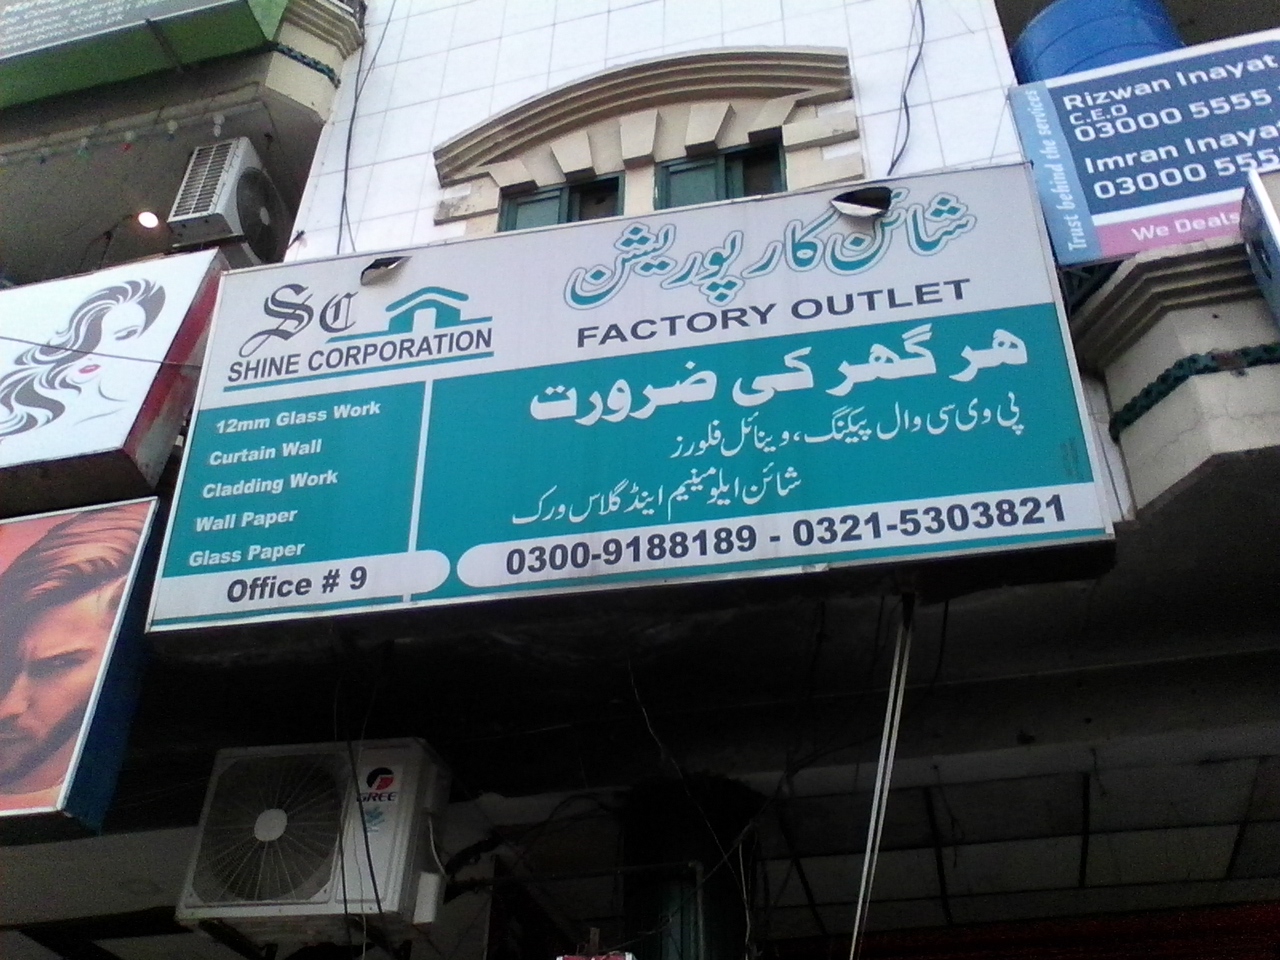 SC
SHINE CORPORATION
شائن کارپوریشن
FACTORY OUTLET
12mm Glass Work
Curtain Wall
Cladding Work
Wall Paper
Glass Paper
Office # 9
ھر گھر کی ضرورت
پی وی سی وال پیکنگ، وینائل فلورز
شائن ایلومینیم اینڈ گلاس ورک
0300-9188189 - 0321-5303821
Trust behind the services
Rizwan Inayat
C.E.O
03000 5555
Imran Inayat
03000 555
We Deals
GREE